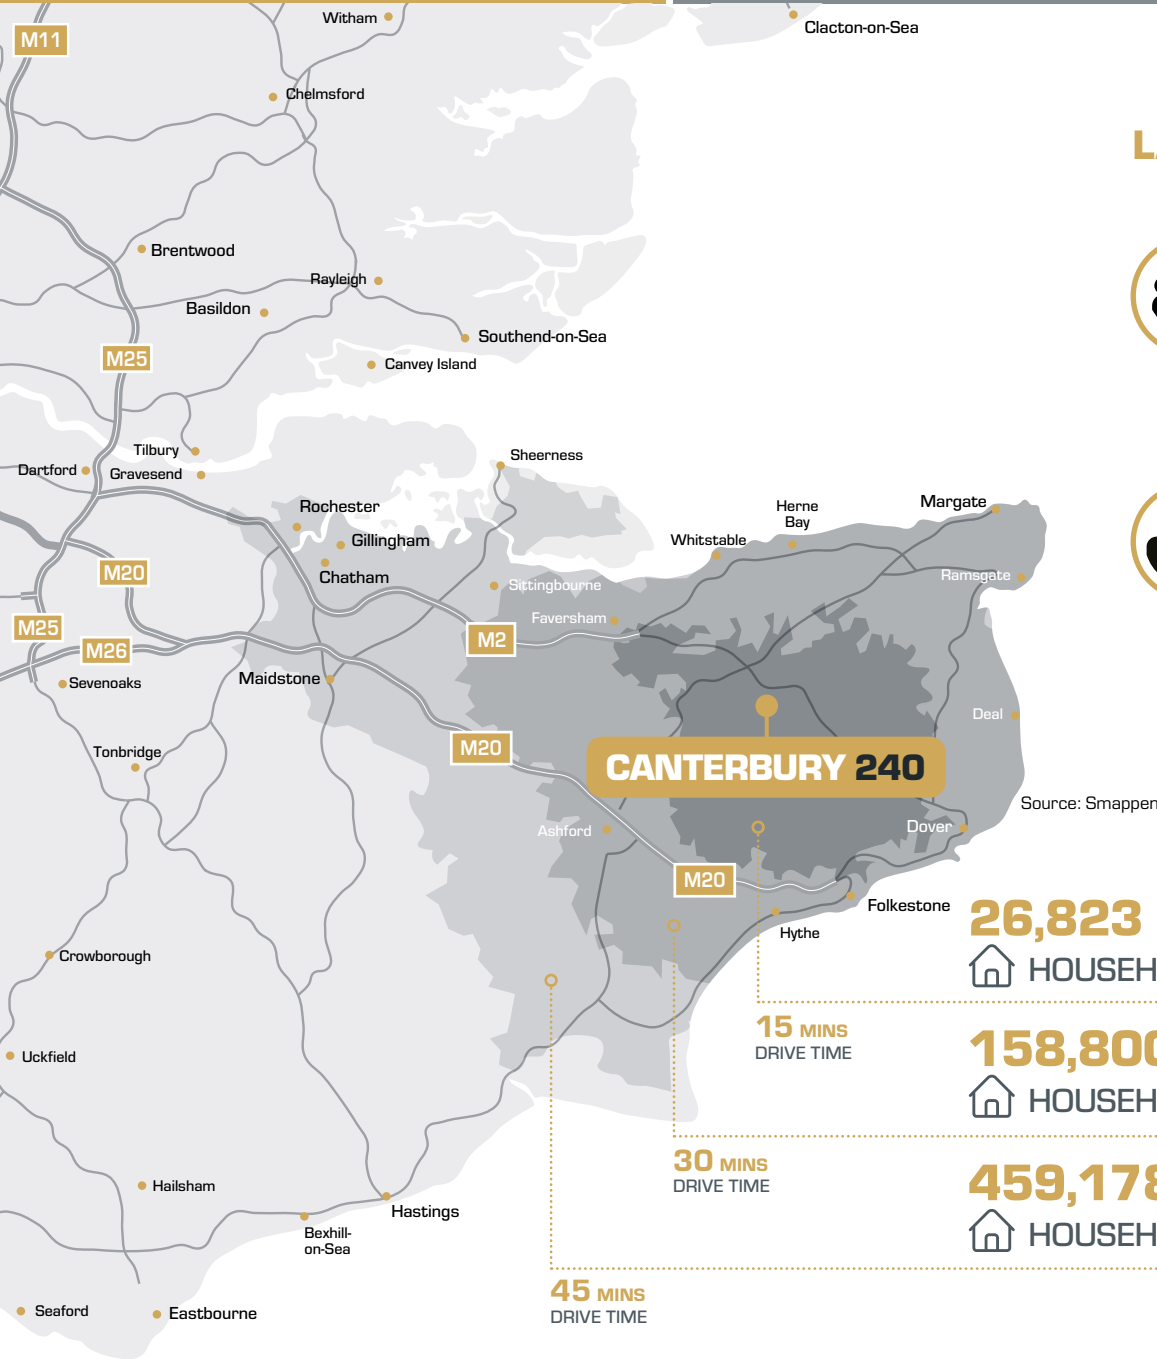 Witham
Clacton-on-Sea
M11
Chelmsford
Brentwood
Rayleigh
Basildon
Southend-on-Sea
M25
Canvey Island
Tilbury
Dartford
Gravesend
Sheerness
Rochester
Gillingham
Chatham
Herne
Bay
Margate
Whitstable
M20
Sittingbourne
Ramsgate
Faversham
M25
M26
M2
Sevenoaks
Maidstone
Deal
Tonbridge
M20
CANTERBURY 240
Source: Smappen
Ashford
Dover
M20
Folkestone
Hythe
26,823
HOUSEH
Crowborough
15 MINS
DRIVE TIME
Uckfield
158,800
HOUSEH
30 MINS
DRIVE TIME
459,178
HOUSEH
Hailsham
Hastings
Bexhill-
on-Sea
45 MINS
DRIVE TIME
Seaford
Eastbourne